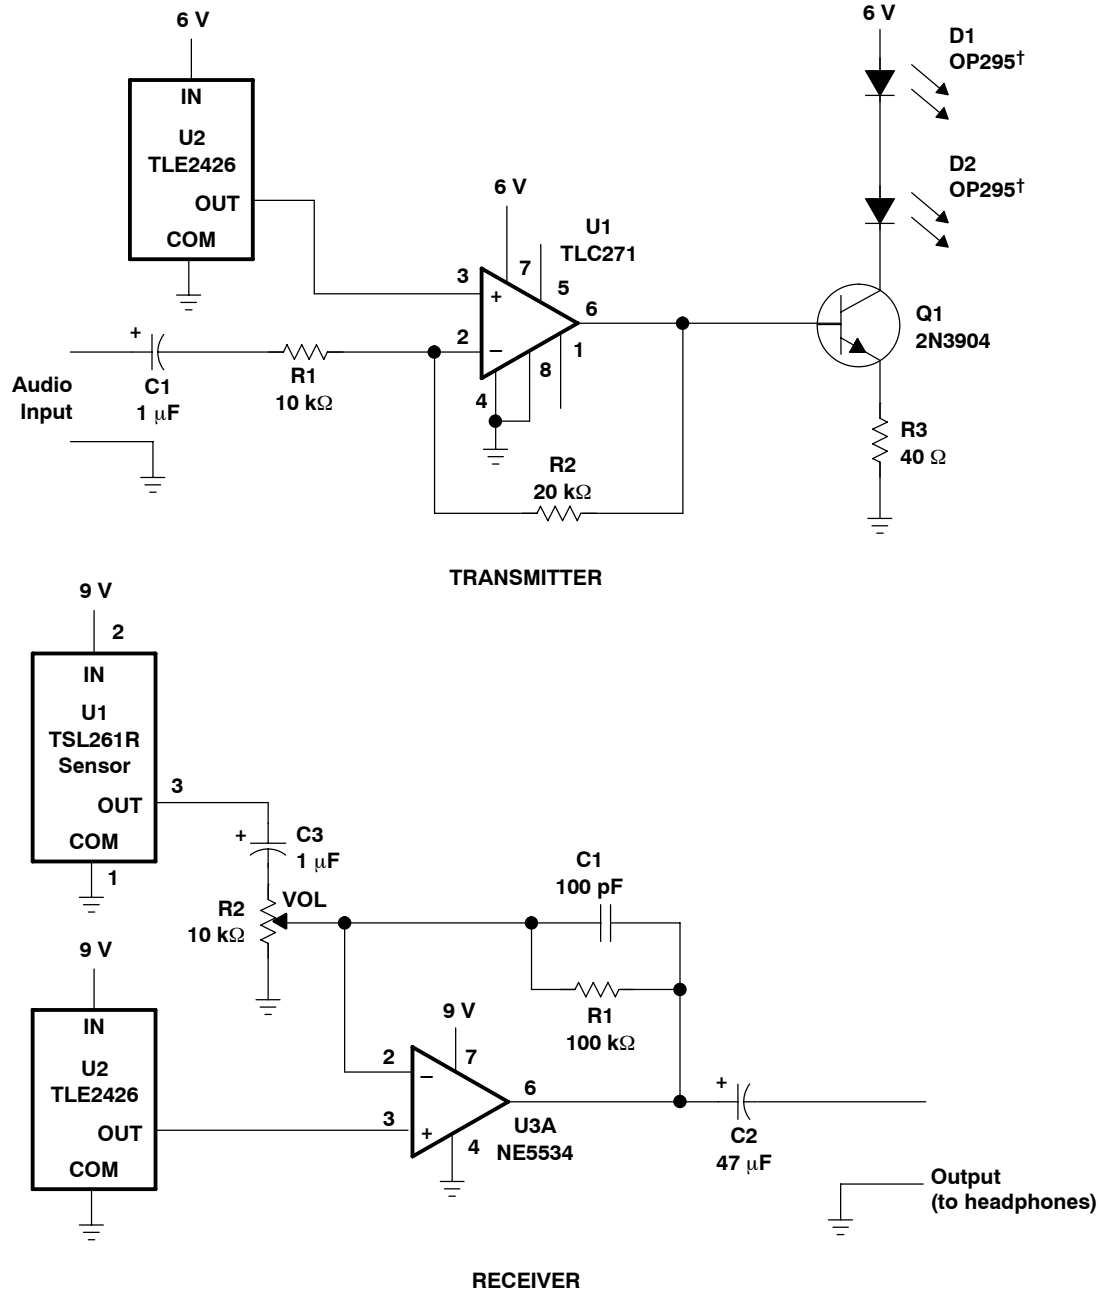 6 V
IN
U2
TLE2426
OUT
COM
6 V
U1
TLC271
3
+
7
5
6
2
−
1
8
4
+
C1
1 μF
Audio
Input
R1
10 kΩ
R2
20 kΩ
6 V
D1
OP295†
D2
OP295†
Q1
2N3904
R3
40 Ω
TRANSMITTER
9 V
2
IN
U1
TSL261R
Sensor
OUT
3
COM
1
+
C3
1 μF
R2
10 kΩ
VOL
C1
100 pF
R1
100 kΩ
9 V
IN
U2
TLE2426
OUT
COM
9 V
2
7
−
6
3
+
4
U3A
NE5534
+
C2
47 μF
Output
(to headphones)
RECEIVER